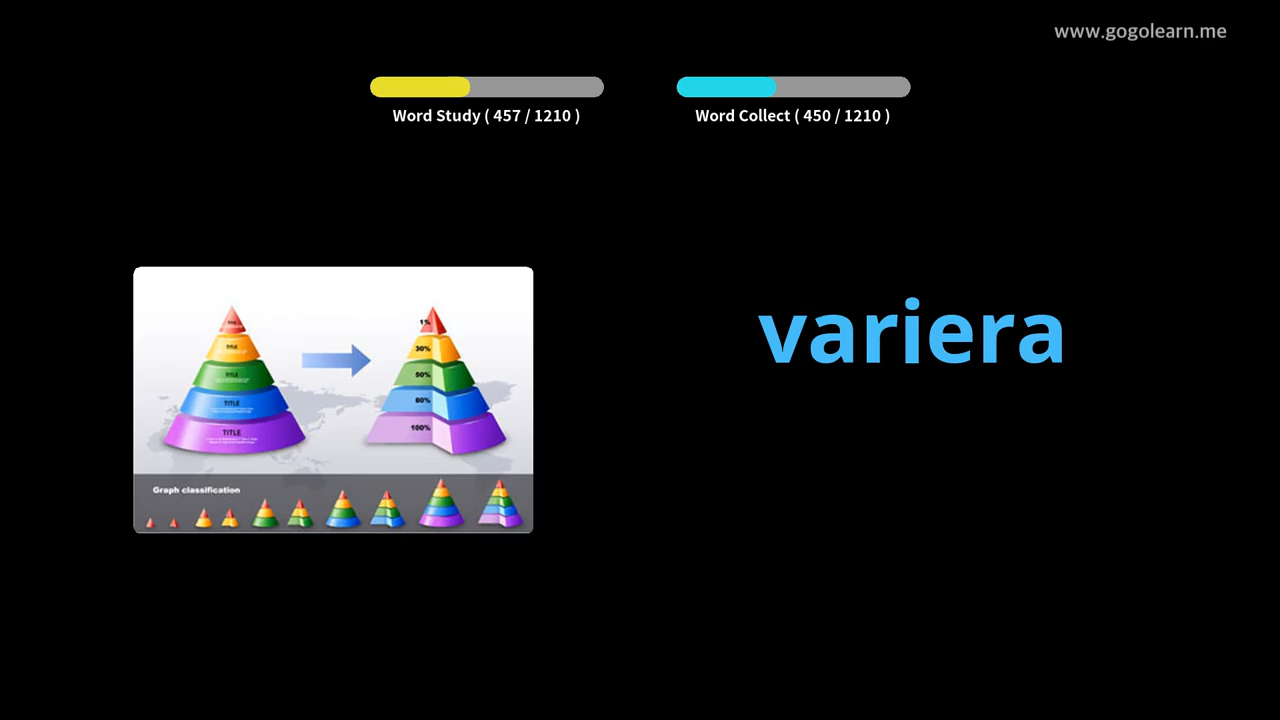 www.gogolearn.me
Word Study ( 457 / 1210 )
Word Collect ( 450 / 1210 )
variera
TITLE
TITLE
TITLE
TITLE
1%
30%
50%
80%
100%
Graph classification